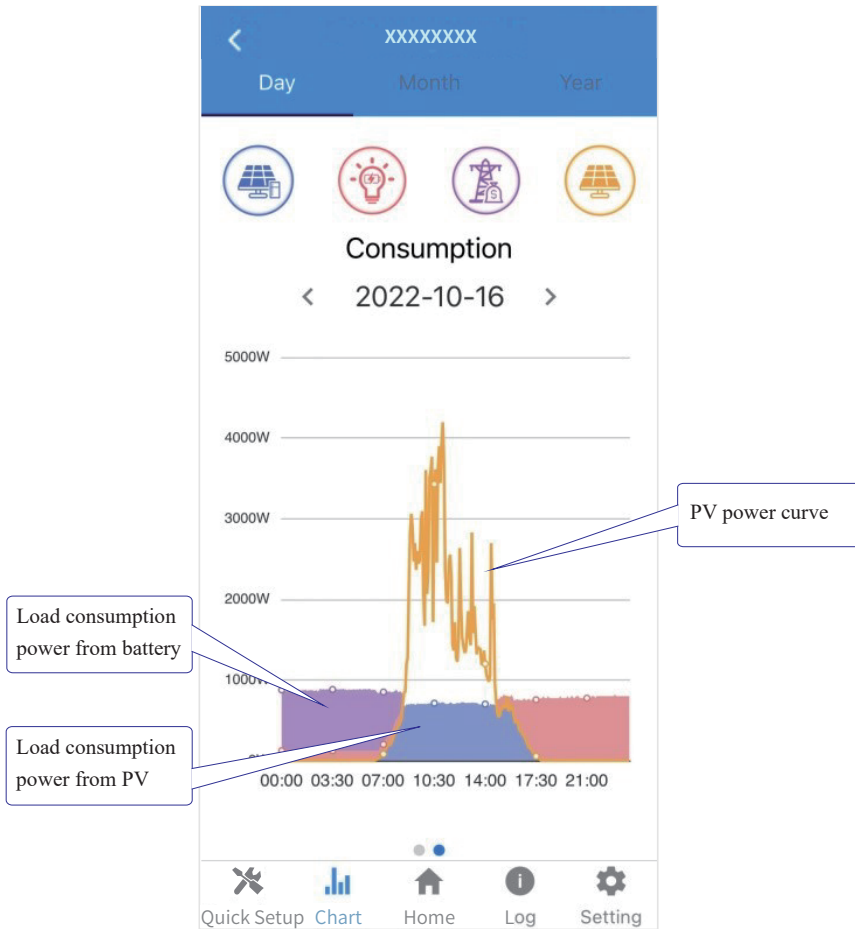 XXXXXXXX
Day Month Year
Consumption
2022-10-16
5000W
4000W
3000W
PV power curve
2000W
Load consumption
power from battery
1000W
Load consumption
power from PV
00:00 03:30 07:00 10:30 14:00 17:30 21:00
Quick Setup Chart Home Log Setting